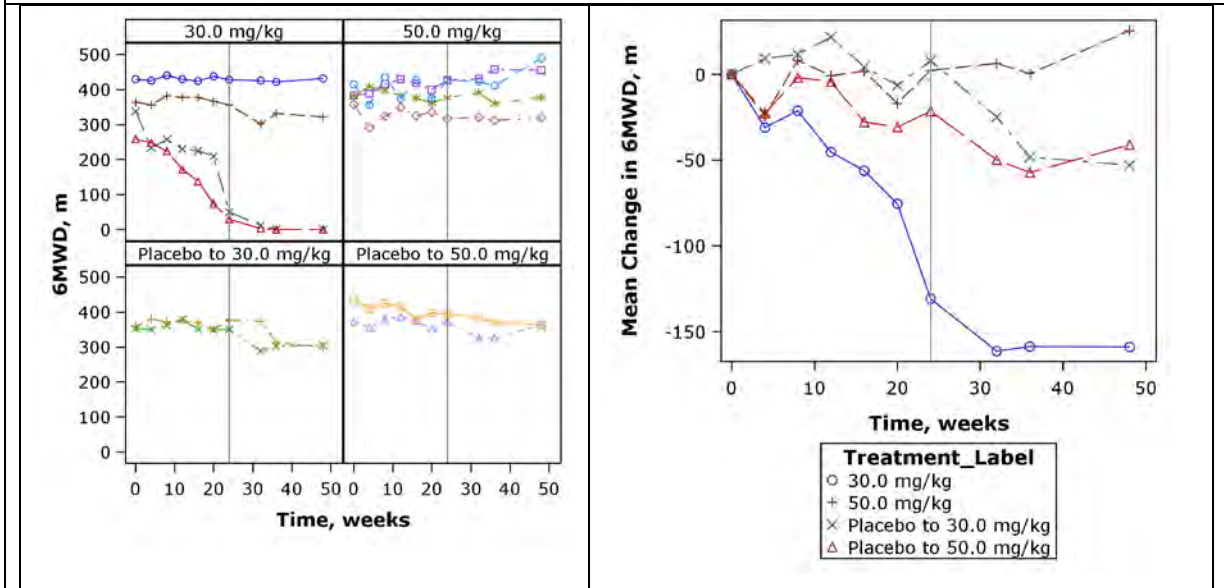 30.0 mg/kg
50.0 mg/kg
500
400
300
200
100
0
6MWD, m
Placebo to 30.0 mg/kg
Placebo to 50.0 mg/kg
500
400
300
200
100
0
0 10 20 30 40 50
0 10 20 30 40 50
Time, weeks
0
-50
-100
-150
Mean Change in 6MWD, m
0 10 20 30 40 50
Time, weeks
Treatment_Label
30.0 mg/kg
50.0 mg/kg
Placebo to 30.0 mg/kg
Placebo to 50.0 mg/kg